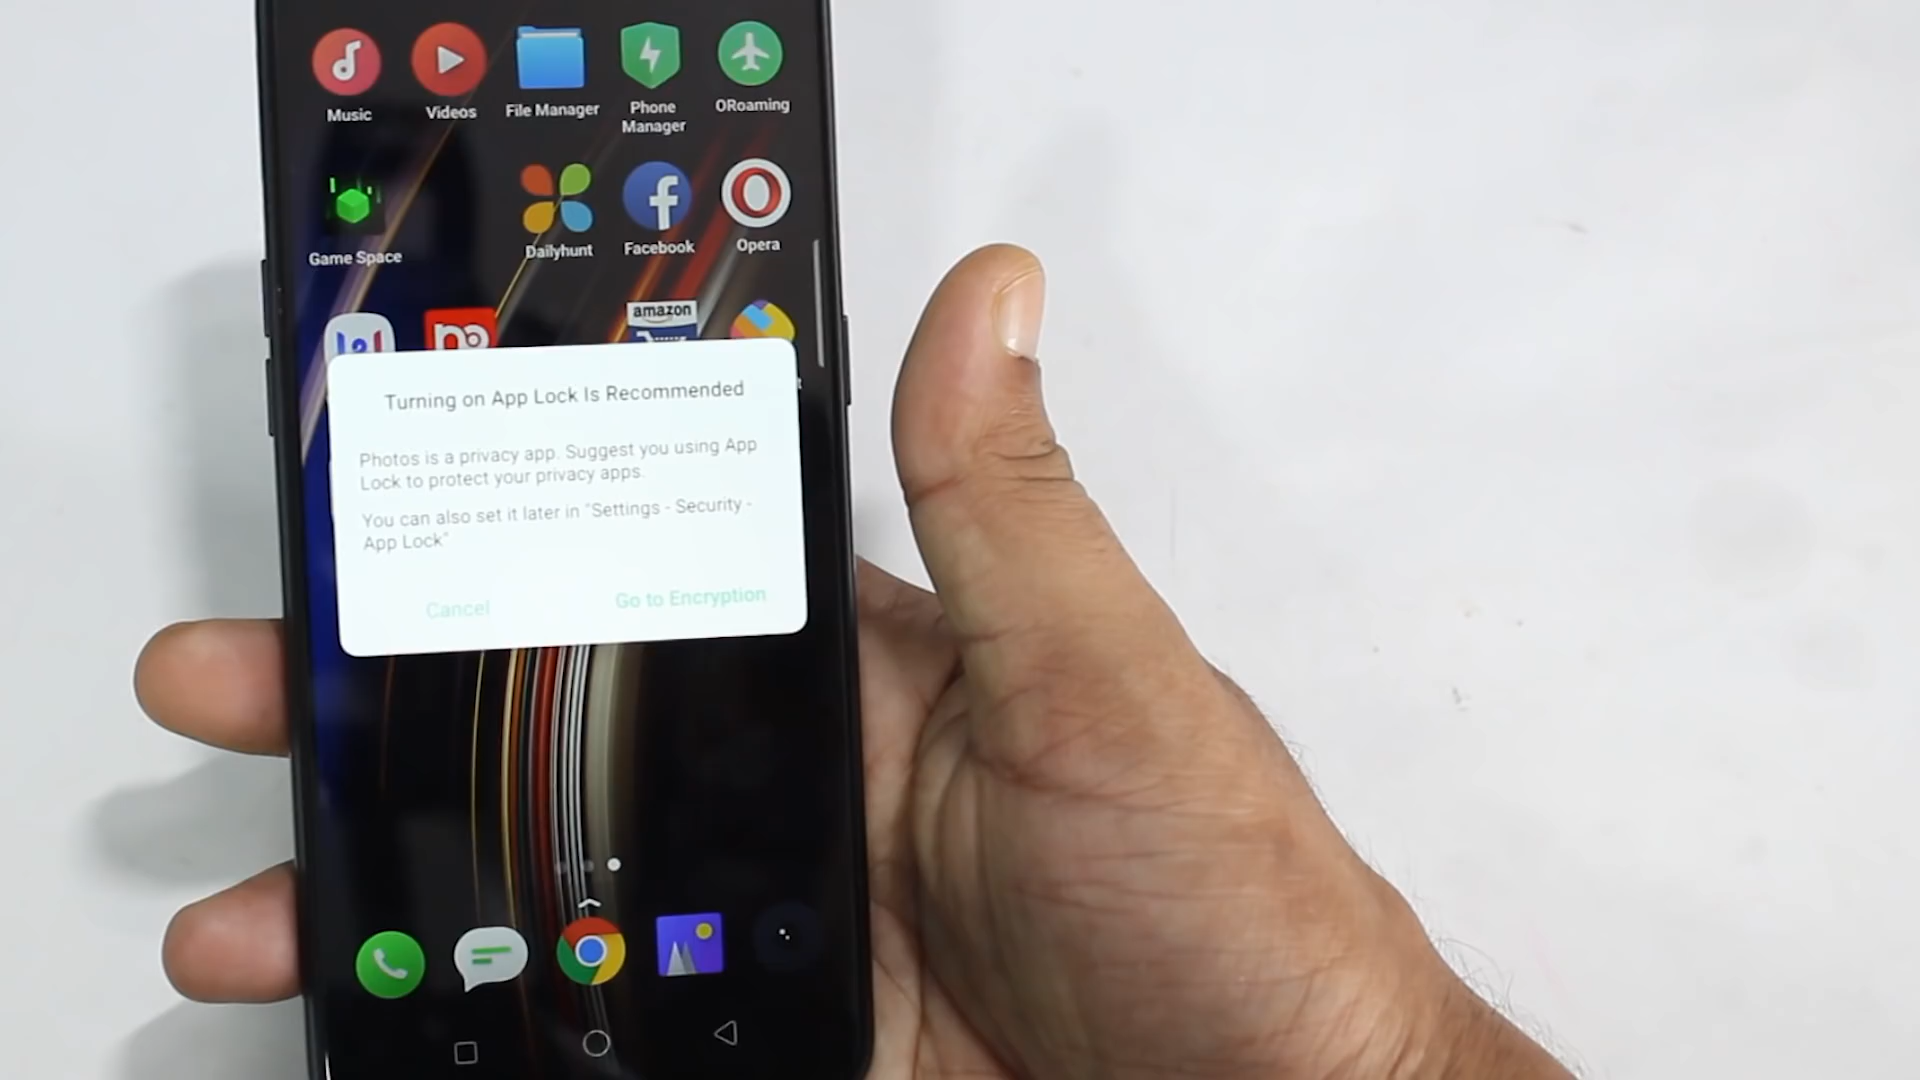 Music
Videos
File Manager
Phone
Manager
ORoaming
Game Space
Dailyhunt
Facebook
Opera
amazon
Turning on App Lock Is Recommended
Photos is a privacy app. Suggest you using App
Lock to protect your privacy apps.
You can also set it later in "Settings - Security -
App Lock"
Cancel
Go to Encryption